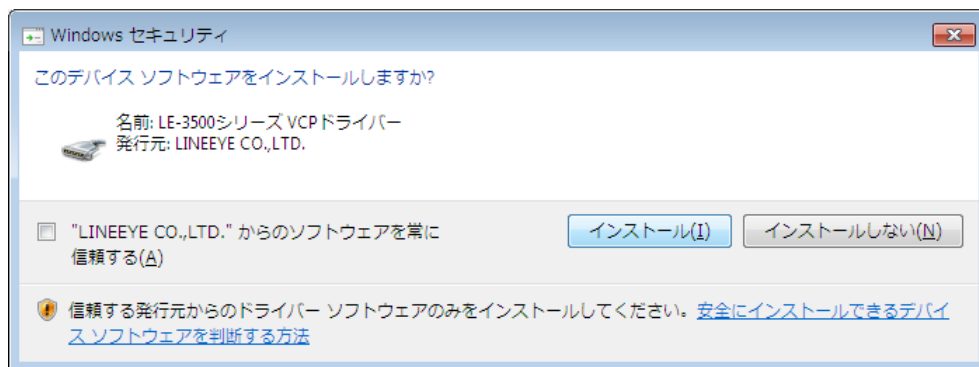 Windows セキュリティ
このデバイス ソフトウェアをインストールしますか?
名前: LE-3500シリーズ VCPドライバー
発行元: LINEEYE CO.,LTD.
"LINEEYE CO.,LTD." からのソフトウェアを常に
信頼する(A)
インストール(I)
インストールしない(N)
信頼する発行元からのドライバー ソフトウェアのみをインストールしてください。安全にインストールできるデバイ
ス ソフトウェアを判断する方法